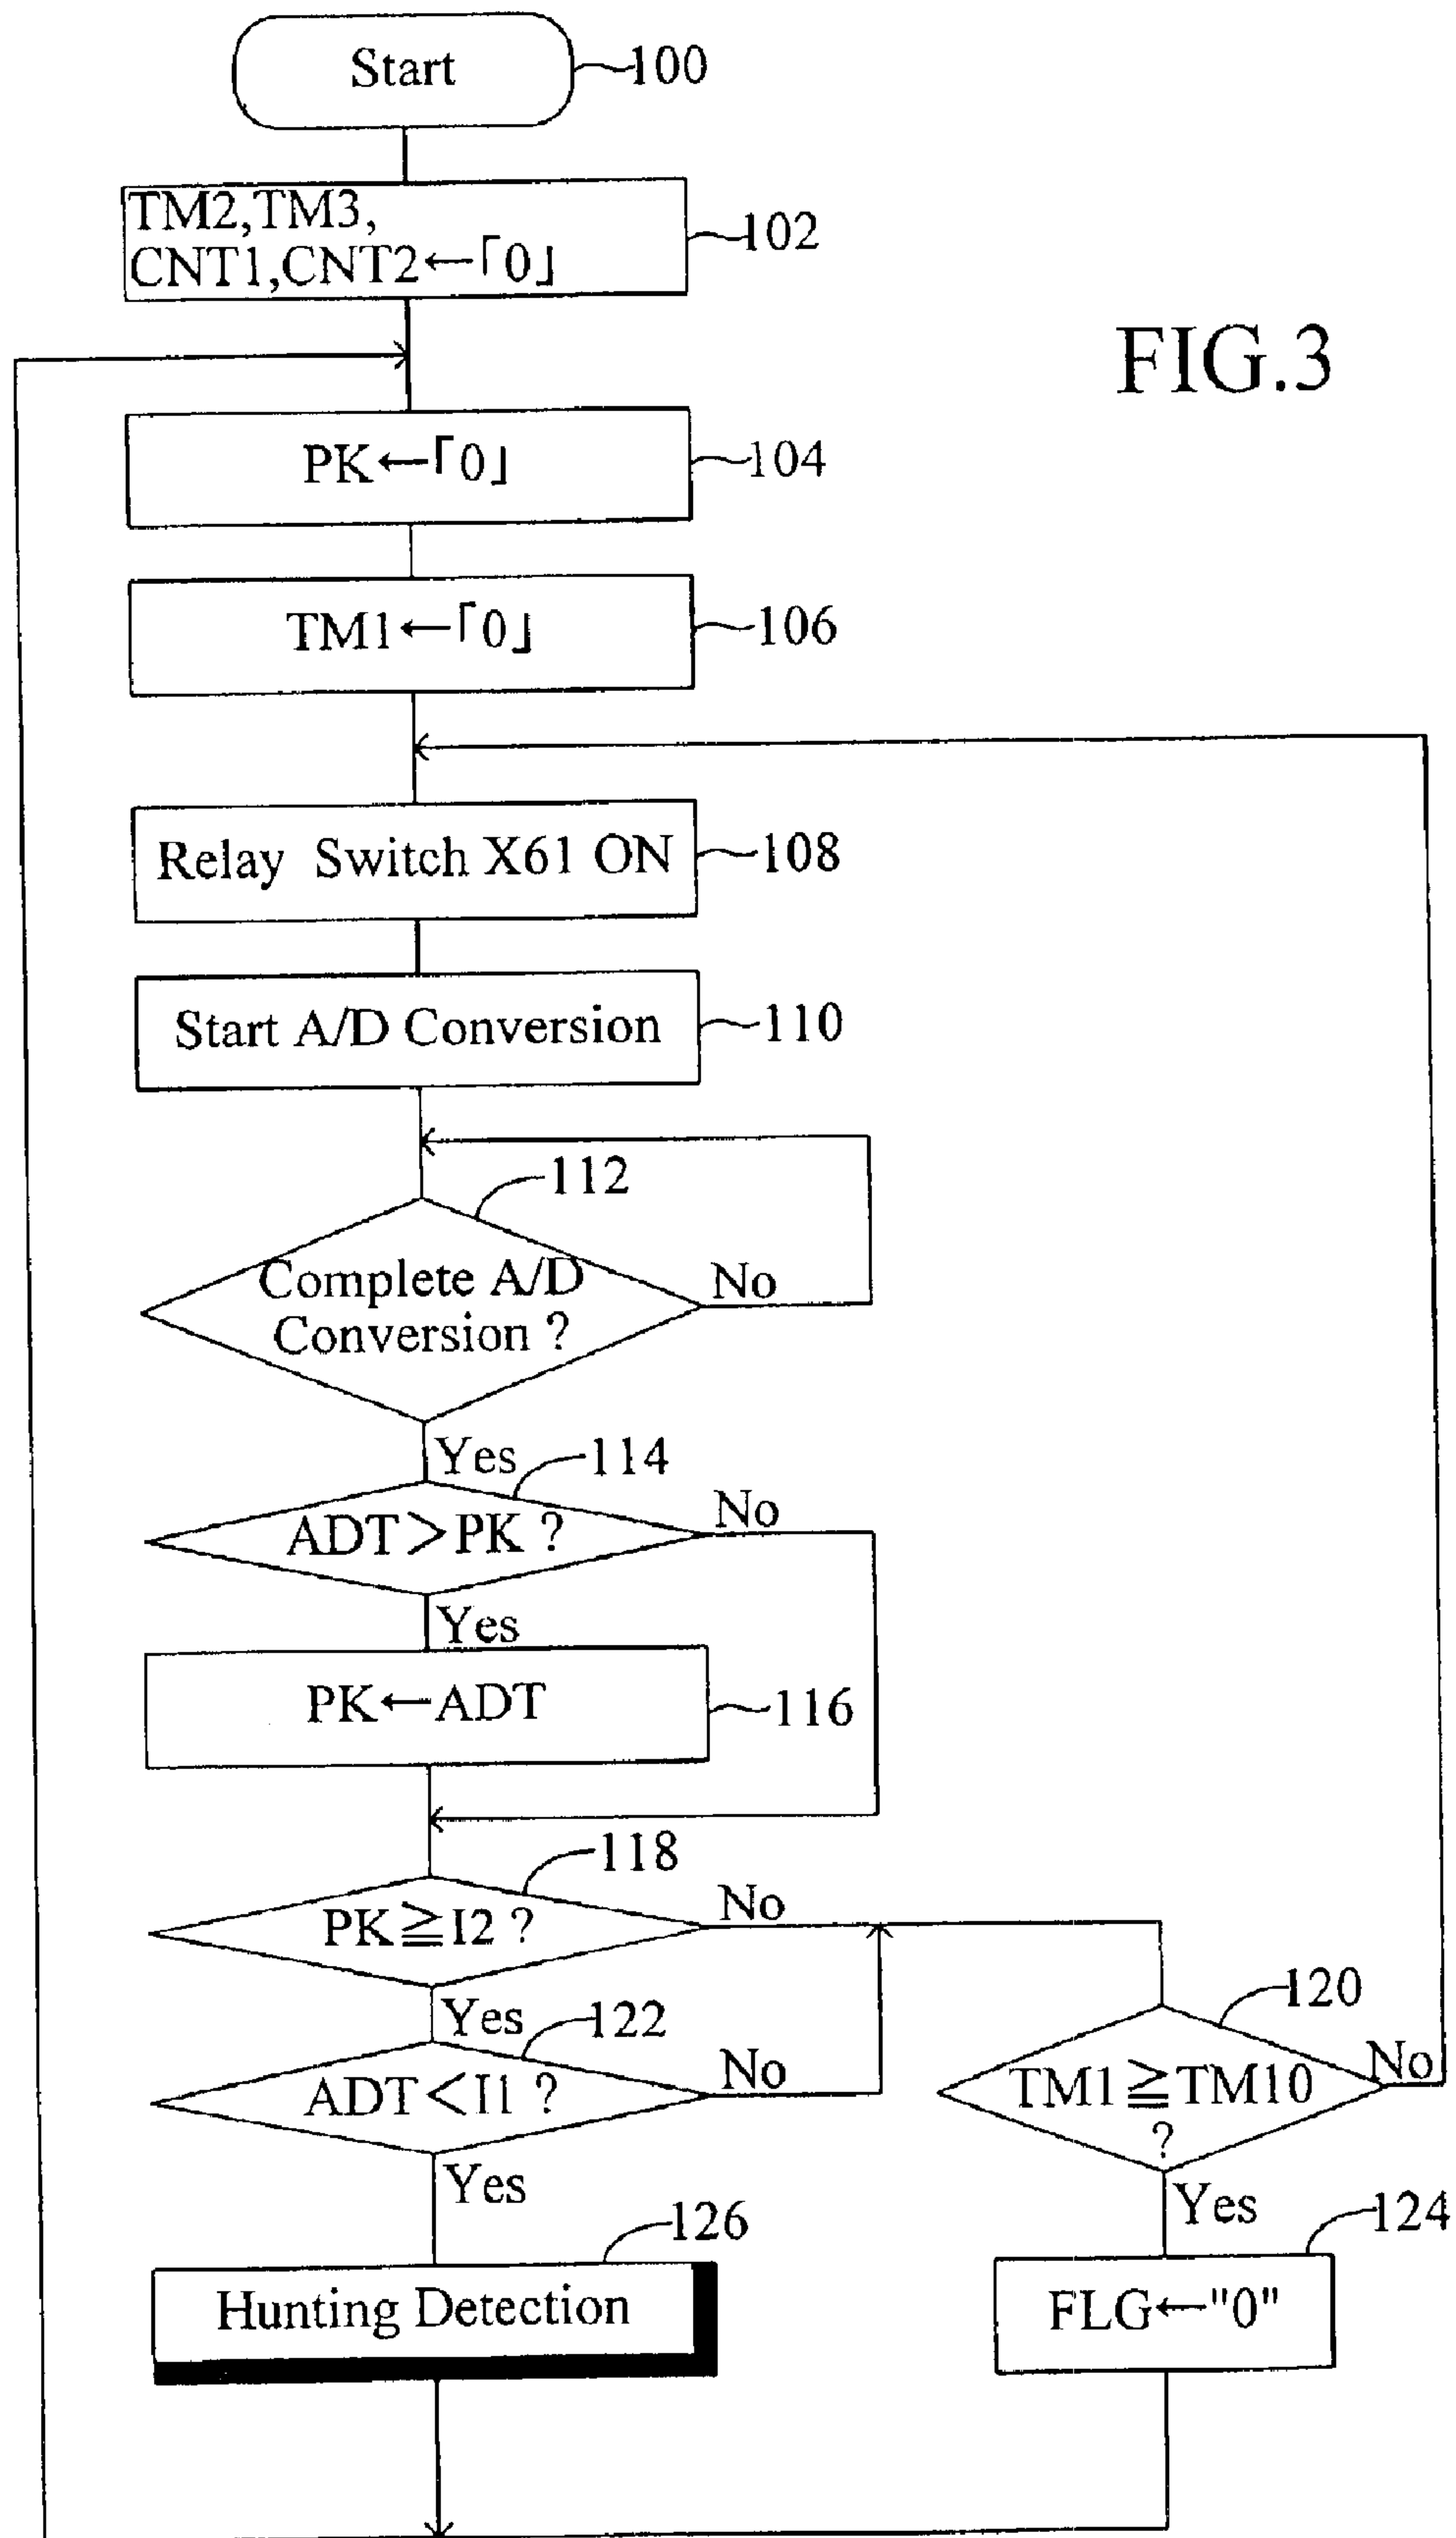 Start
100
TM2,TM3,
CNT1,CNT2←「0」
102
FIG.3
PK←「0」
104
TM1←「0」
106
Relay Switch X61 ON
108
Start A/D Conversion
110
112
Complete A/D
Conversion ?
No
Yes
114
ADT>PK ?
No
Yes
PK←ADT
116
118
PK≧I2 ?
No
Yes
122
ADT<I1 ?
No
Yes
120
TM1≧TM10
?
No
Yes
126
Hunting Detection
124
FLG←"0"